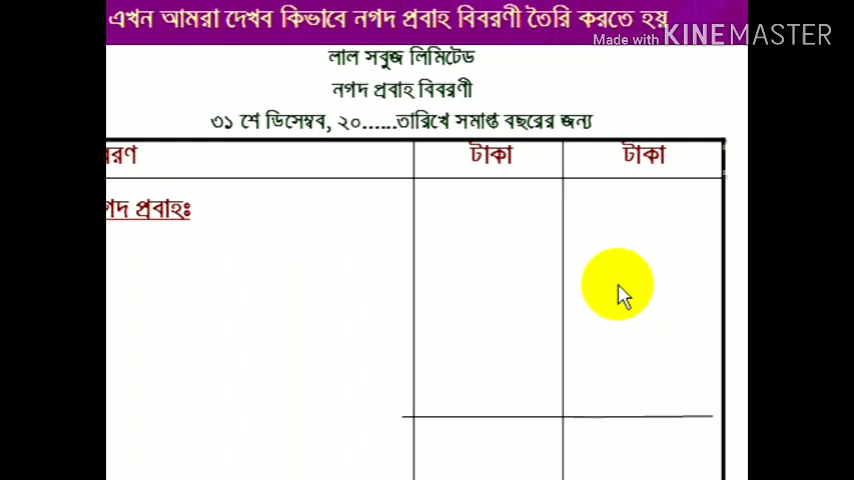 এখন আমরা দেখব কিভাবে নগদ প্রবাহ বিবরণী তৈরি করতে হয়
Made with KINEMASTER
লাল সবুজ লিমিটেড
নগদ প্রবাহ বিবরণী
৩১ শে ডিসেম্বর, ২০......তারিখে সমাপ্ত বছরের জন্য
টাকা টাকা
প্রবাহঃ